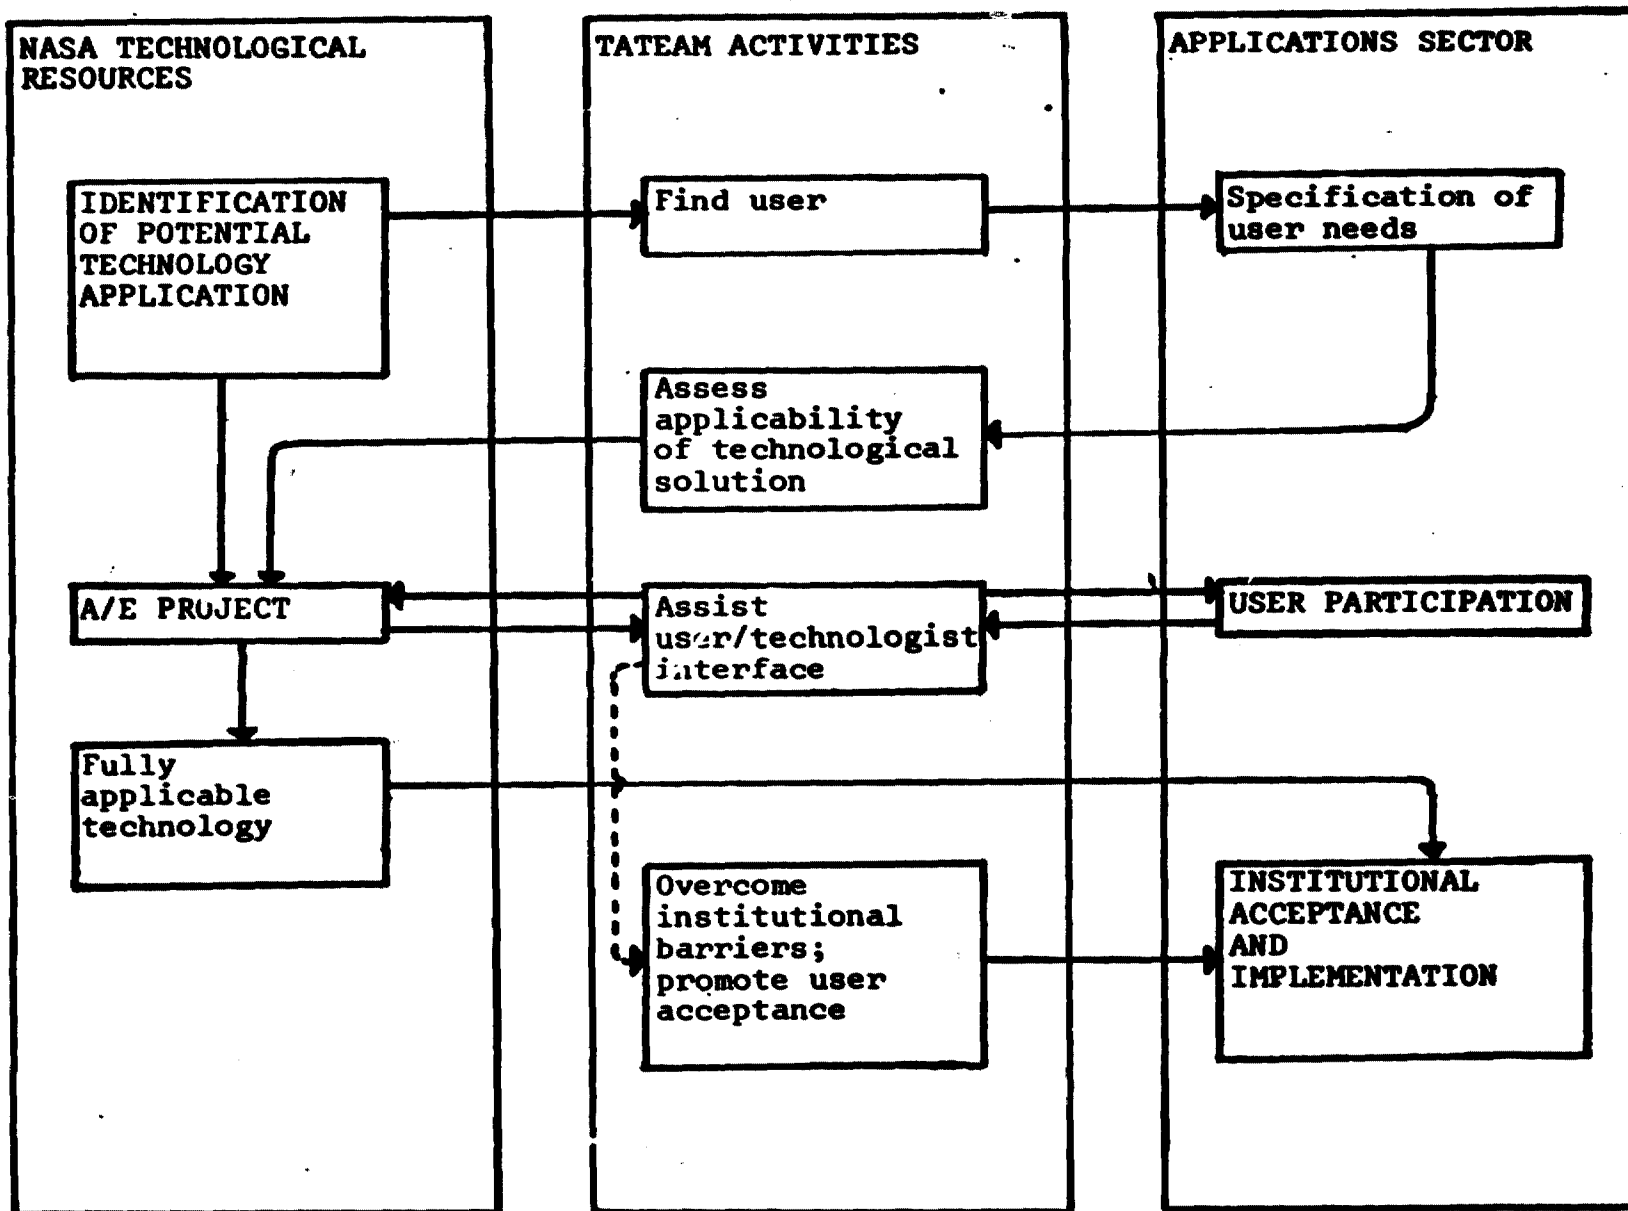 NASA TECHNOLOGICAL
RESOURCES
IDENTIFICATION
OF POTENTIAL
TECHNOLOGY
APPLICATION
A/E PROJECT
Fully
applicable
technology
TATEAM ACTIVITIES
Find user
Assess
applicability
of technological
solution
Assist
user/technologist
interface
Overcome
institutional
barriers;
promote user
acceptance
APPLICATIONS SECTOR
Specification of
user needs
USER PARTICIPATION
INSTITUTIONAL
ACCEPTANCE
AND
IMPLEMENTATION